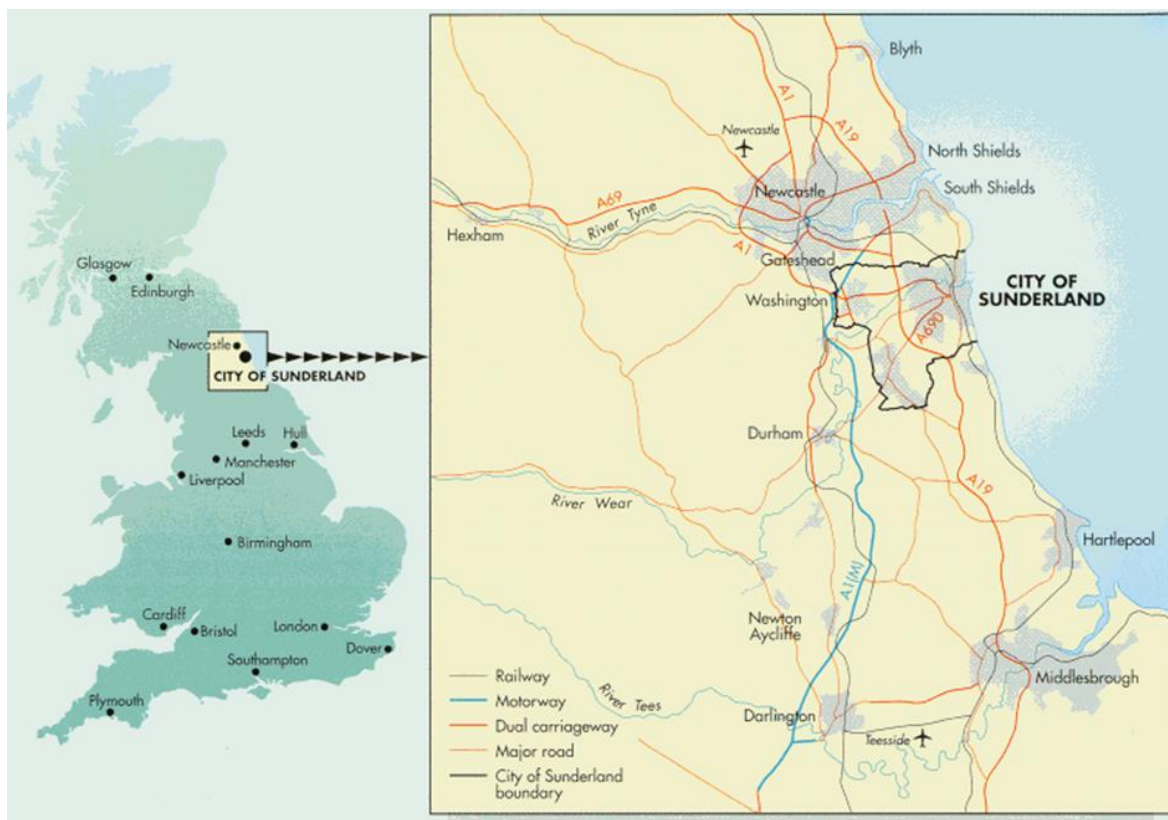 Glasgow
Edinburgh
Newcastle
CITY OF SUNDERLAND
Leeds
Hull
Manchester
Liverpool
Birmingham
Cardiff
Bristol
London
Dover
Southampton
Plymouth
Blyth
A1
A19
Newcastle
North Shields
Newcastle
South Shields
A69
River Tyne
Hexham
A1
Gateshead
Washington
CITY OF
SUNDERLAND
A690
Durham
A19
River Wear
Hartlepool
A1(M)
Newton
Aycliffe
Middlesbrough
River Tees
Darlington
Teesside
Railway
Motorway
Dual carriageway
Major road
City of Sunderland
boundary